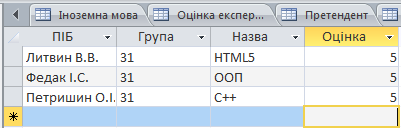 Іноземна мова Оцінка експер... Претендент
ПІБ Група Назва Оцінка
Литвин В.В. 31 HTML5 5
Федак І.С. 31 ООП 5
Петришин О.І. 31 C++ 5